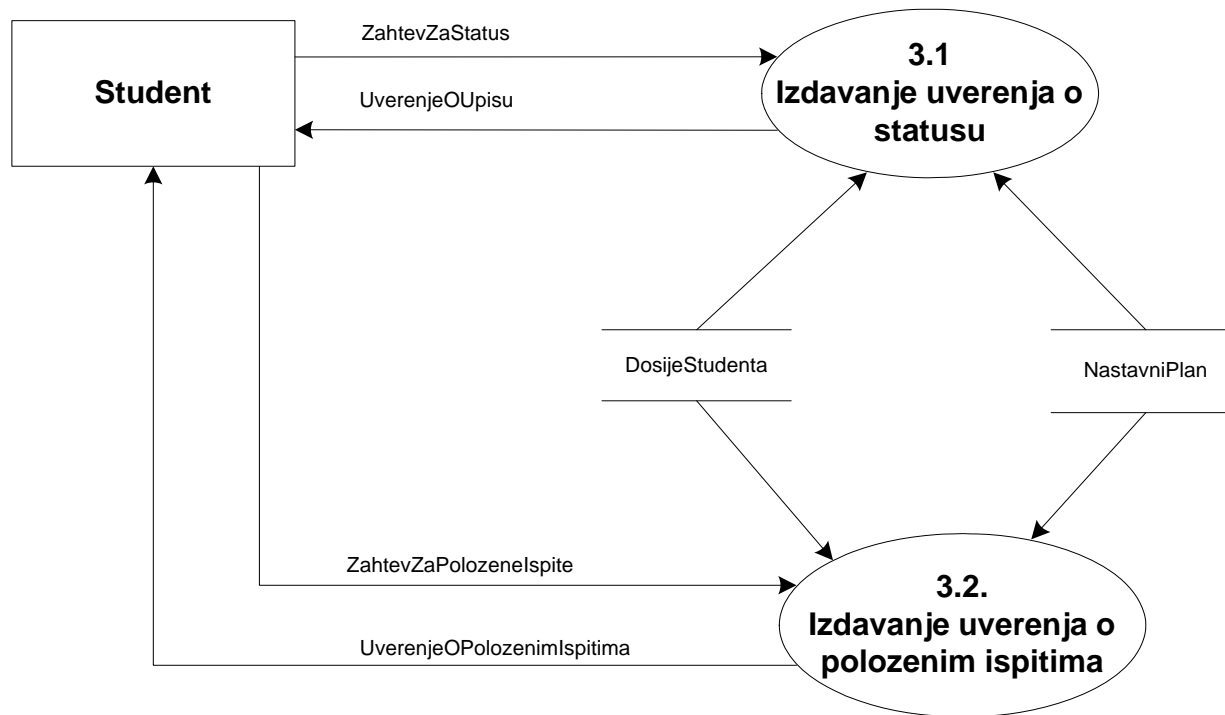 ZahtevZaStatus
Student
UverenjeOUpisu
3.1
Izdavanje uverenja o
statusu
DosijeStudenta
NastavniPlan
ZahtevZaPolozeneIspite
UverenjeOPolozenimIspitima
3.2.
Izdavanje uverenja o
polozenim ispitima